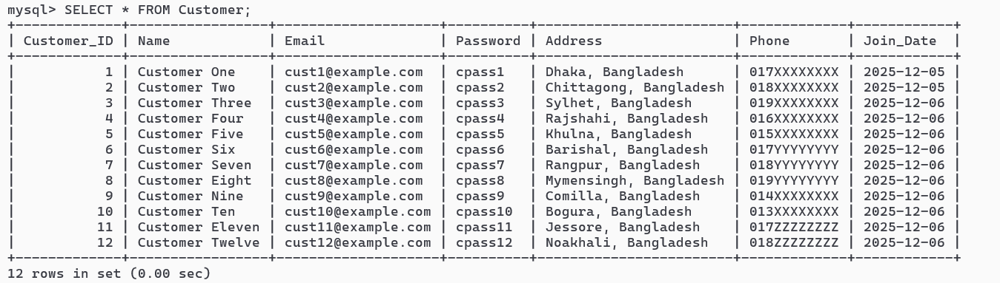 mysql> SELECT * FROM Customer;
+-------------+------------------+---------------------+----------+------------------------+-------------+------------+
| Customer_ID | Name             | Email               | Password | Address                | Phone       | Join_Date  |
+-------------+------------------+---------------------+----------+------------------------+-------------+------------+
|           1 | Customer One     | cust1@example.com   | cpass1   | Dhaka, Bangladesh      | 017XXXXXXXX | 2025-12-05 |
|           2 | Customer Two     | cust2@example.com   | cpass2   | Chittagong, Bangladesh | 018XXXXXXXX | 2025-12-05 |
|           3 | Customer Three   | cust3@example.com   | cpass3   | Sylhet, Bangladesh     | 019XXXXXXXX | 2025-12-06 |
|           4 | Customer Four    | cust4@example.com   | cpass4   | Rajshahi, Bangladesh   | 016XXXXXXXX | 2025-12-06 |
|           5 | Customer Five    | cust5@example.com   | cpass5   | Khulna, Bangladesh     | 015XXXXXXXX | 2025-12-06 |
|           6 | Customer Six     | cust6@example.com   | cpass6   | Barishal, Bangladesh   | 017YYYYYYYY | 2025-12-06 |
|           7 | Customer Seven   | cust7@example.com   | cpass7   | Rangpur, Bangladesh    | 018YYYYYYYY | 2025-12-06 |
|           8 | Customer Eight   | cust8@example.com   | cpass8   | Mymensingh, Bangladesh | 019YYYYYYYY | 2025-12-06 |
|           9 | Customer Nine    | cust9@example.com   | cpass9   | Comilla, Bangladesh    | 014XXXXXXXX | 2025-12-06 |
|          10 | Customer Ten     | cust10@example.com | cpass10  | Bogura, Bangladesh     | 013XXXXXXXX | 2025-12-06 |
|          11 | Customer Eleven | cust11@example.com | cpass11  | Jessore, Bangladesh    | 017ZZZZZZZZ | 2025-12-06 |
|          12 | Customer Twelve | cust12@example.com | cpass12  | Noakhali, Bangladesh   | 018ZZZZZZZZ | 2025-12-06 |
+-------------+------------------+---------------------+----------+------------------------+-------------+------------+
12 rows in set (0.00 sec)